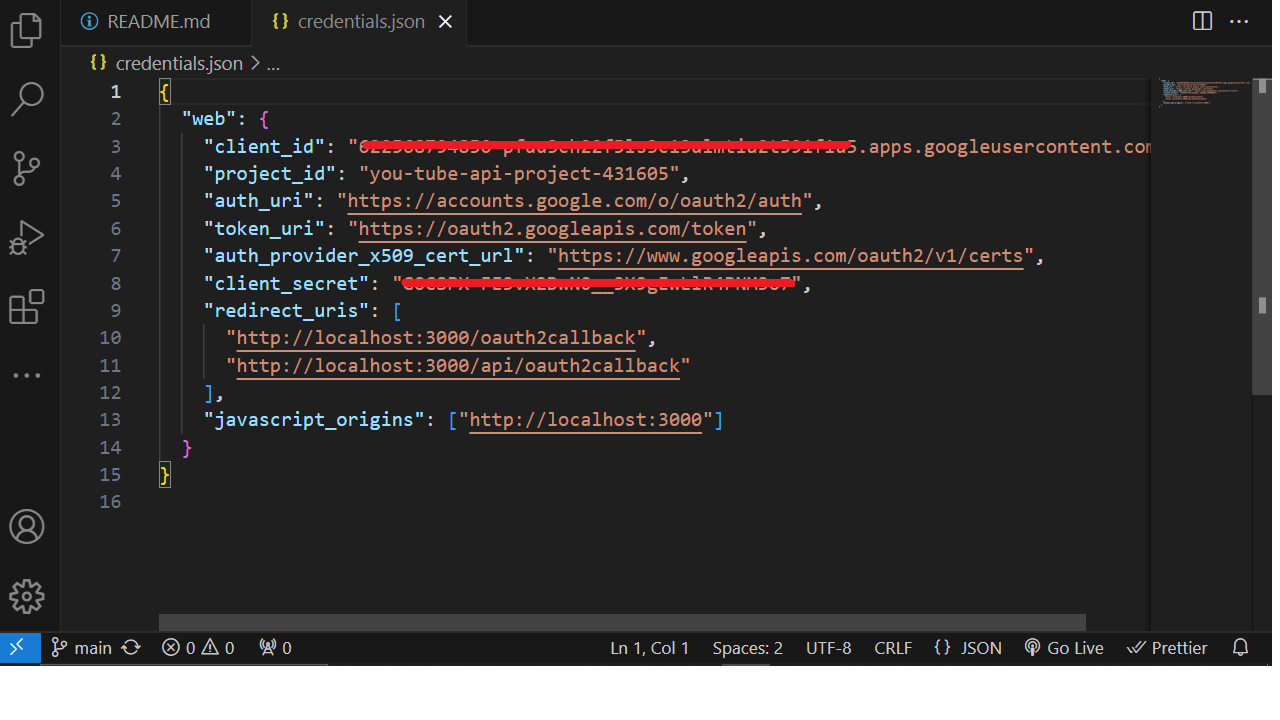 README.md
{} credentials.json
{} credentials.json > ...
1 {
2 "web": {
3 "client_id": " .apps.googleusercontent.com
4 "project_id": "you-tube-api-project-431605",
5 "auth_uri": "https://accounts.google.com/o/oauth2/auth",
6 "token_uri": "https://oauth2.googleapis.com/token",
7 "auth_provider_x509_cert_url": "https://www.googleapis.com/oauth2/v1/certs",
8 "client_secret": " ",
9 "redirect_uris": [
10 "http://localhost:3000/oauth2callback",
11 "http://localhost:3000/api/oauth2callback"
12 ],
13 "javascript_origins": ["http://localhost:3000"]
14 }
15 }
16
main 0 0 0 Ln 1, Col 1 Spaces: 2 UTF-8 CRLF {} JSON Go Live Prettier